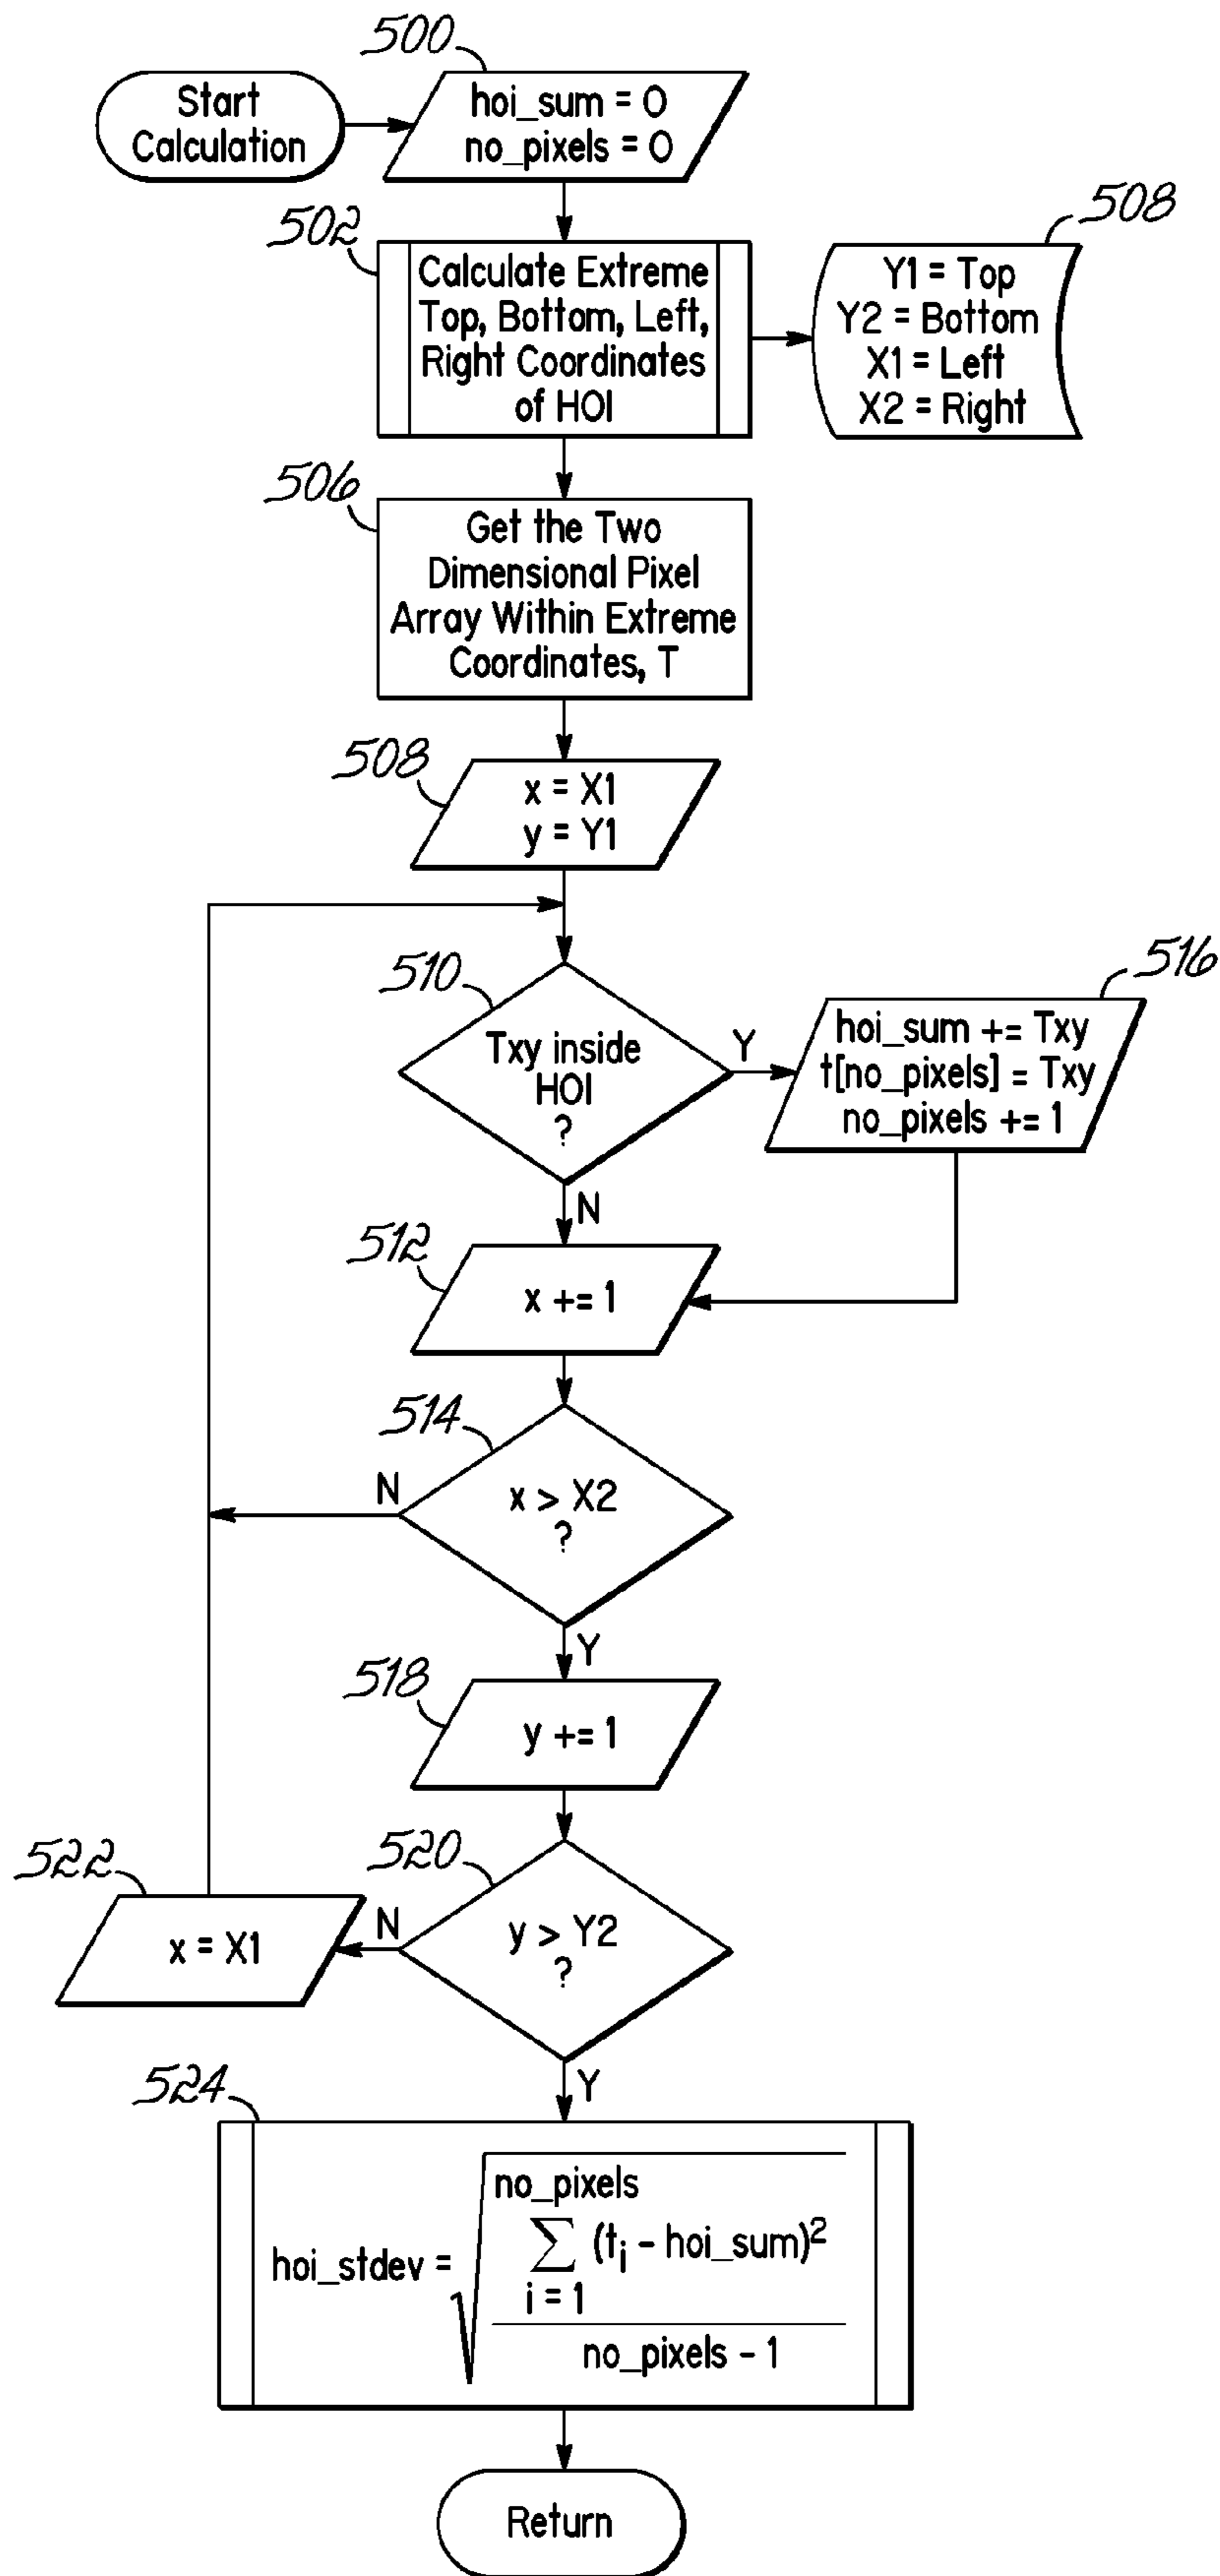 500
Start
Calculation
hoi_sum = 0
no_pixels = 0
502
Calculate Extreme
Top, Bottom, Left,
Right Coordinates
of HOI
508
Y1 = Top
Y2 = Bottom
X1 = Left
X2 = Right
506
Get the Two
Dimensional Pixel
Array Within Extreme
Coordinates, T
508
x = X1
y = Y1
510
Txy inside
HOI
?
Y
516
hoi_sum += Txy
t[no_pixels] = Txy
no_pixels += 1
N
512
x += 1
514
x > X2
?
N
Y
518
y += 1
520
y > Y2
?
N
522
x = X1
Y
524
no_pixels
hoi_stdev = √ ∑ (ti - hoi_sum)2
i = 1
no_pixels - 1
Return